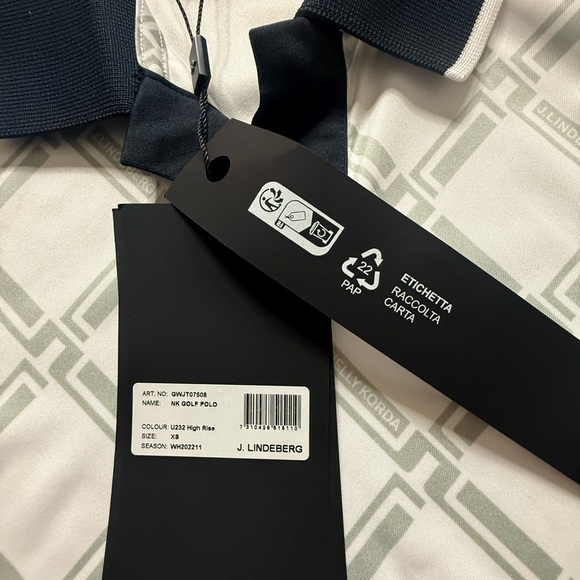 J.LINDEBERG
FR
22
PAP
ETICHETTA
RACCOLTA
CARTA
NELLY KORDA
ART. NO: GWJT07508
NAME: NK GOLF POLO
COLOUR: U232 High Rise
SIZE: XS
SEASON: WH202211
J. LINDEBERG